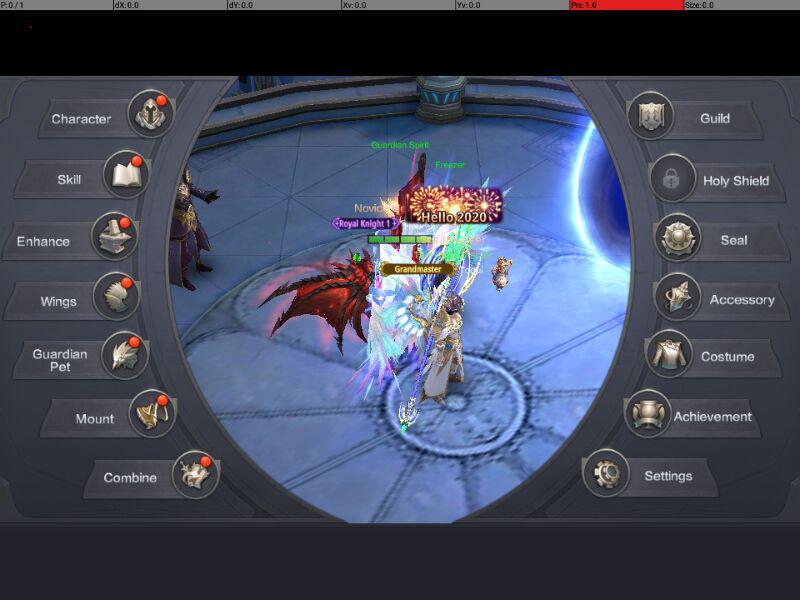 P: 0 / 1 dX: 0.0 dY: 0.0 Xv: 0.0 Yv: 0.0 Prs: 1.0 Size: 0.0
Character
Guild
Skill
Holy Shield
Enhance
Seal
Wings
Accessory
Guardian
Pet
Costume
Mount
Achievement
Combine
Settings
Guardian Spirit
Freezer
Hello 2020
Royal Knight 1
Grandmaster